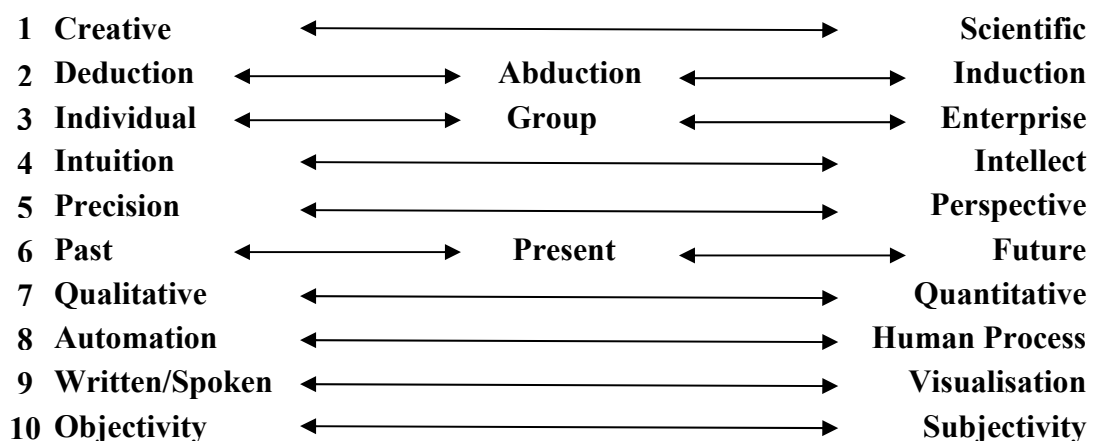 1 Creative Scientific
2 Deduction Abduction Induction
3 Individual Group Enterprise
4 Intuition Intellect
5 Precision Perspective
6 Past Present Future
7 Qualitative Quantitative
8 Automation Human Process
9 Written/Spoken Visualisation
10 Objectivity Subjectivity